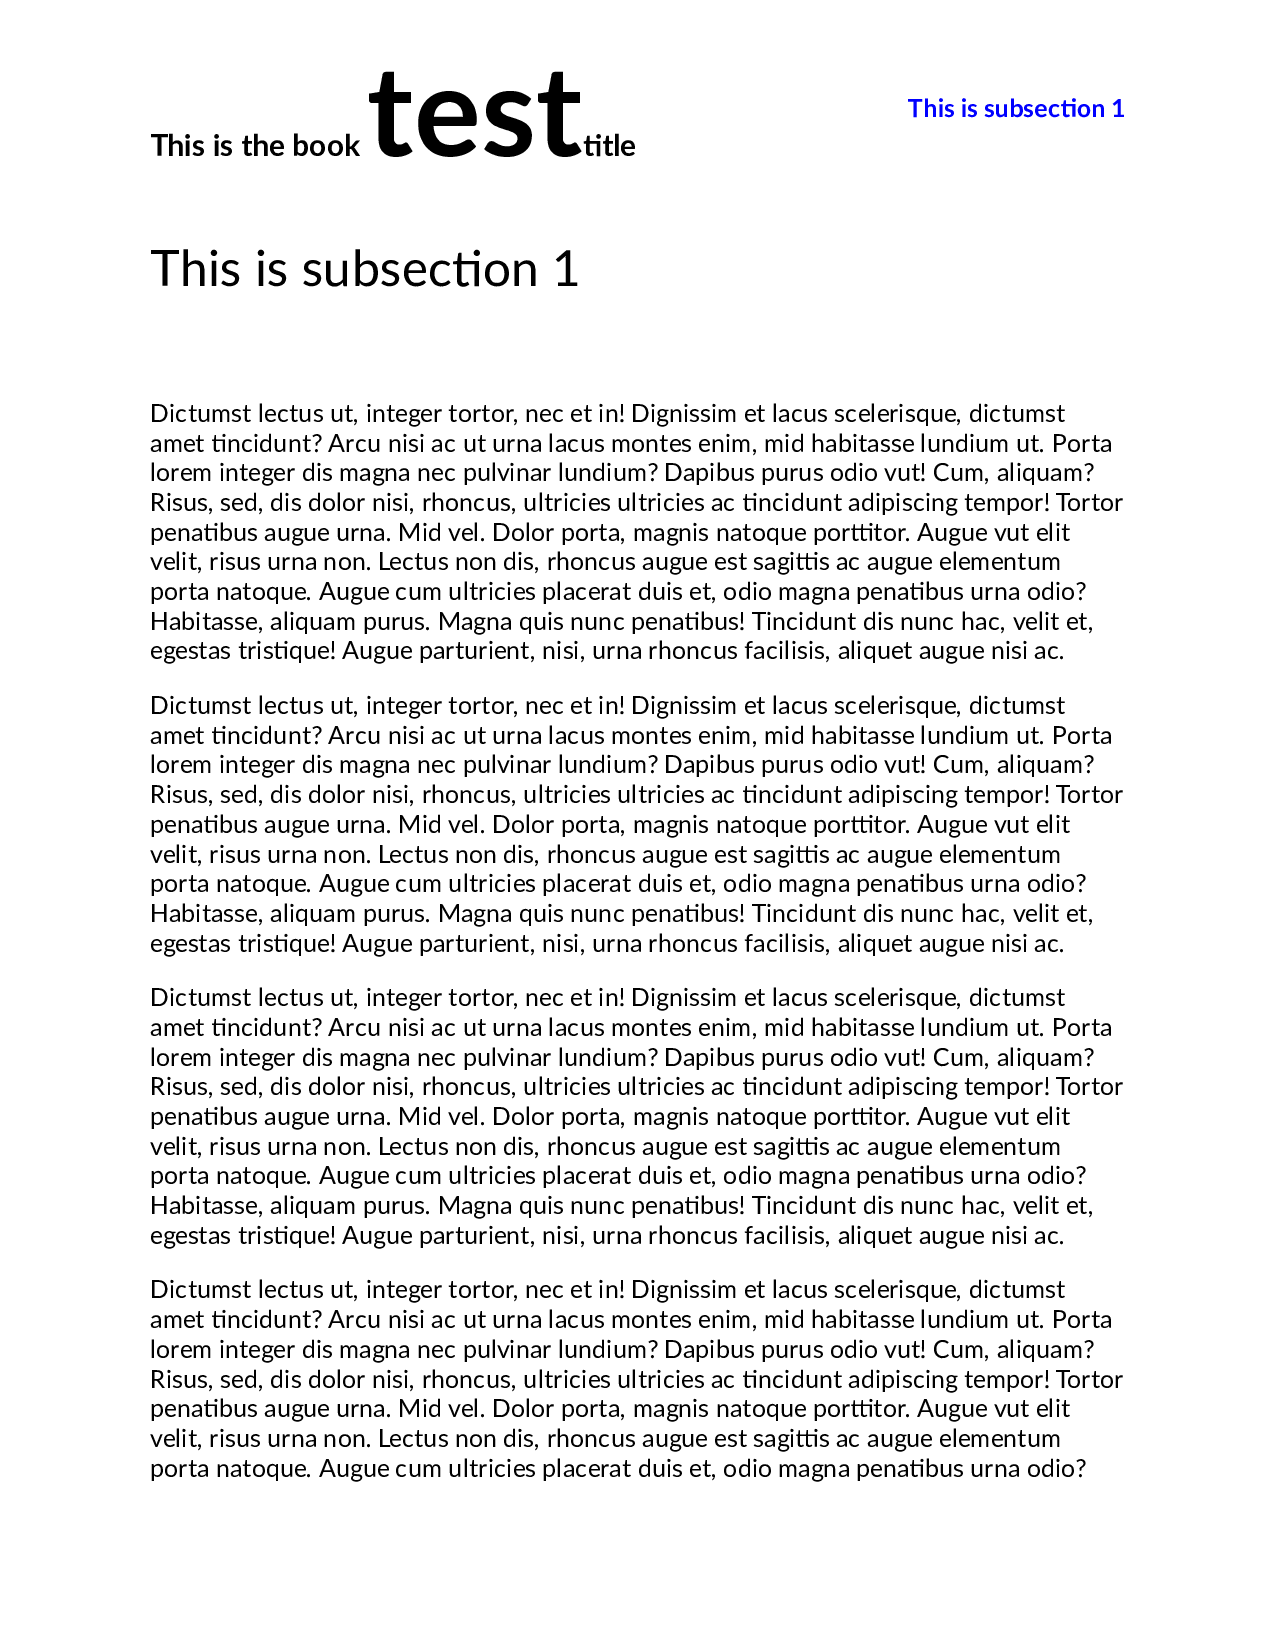 This is the book testtitle
This is subsection 1
This is subsection 1
Dictumst lectus ut, integer tortor, nec et in! Dignissim et lacus scelerisque, dictumst
amet tincidunt? Arcu nisi ac ut urna lacus montes enim, mid habitasse lundium ut. Porta
lorem integer dis magna nec pulvinar lundium? Dapibus purus odio vut! Cum, aliquam?
Risus, sed, dis dolor nisi, rhoncus, ultricies ultricies ac tincidunt adipiscing tempor! Tortor
penatibus augue urna. Mid vel. Dolor porta, magnis natoque porttitor. Augue vut elit
velit, risus urna non. Lectus non dis, rhoncus augue est sagittis ac augue elementum
porta natoque. Augue cum ultricies placerat duis et, odio magna penatibus urna odio?
Habitasse, aliquam purus. Magna quis nunc penatibus! Tincidunt dis nunc hac, velit et,
egestas tristique! Augue parturient, nisi, urna rhoncus facilisis, aliquet augue nisi ac.
Dictumst lectus ut, integer tortor, nec et in! Dignissim et lacus scelerisque, dictumst
amet tincidunt? Arcu nisi ac ut urna lacus montes enim, mid habitasse lundium ut. Porta
lorem integer dis magna nec pulvinar lundium? Dapibus purus odio vut! Cum, aliquam?
Risus, sed, dis dolor nisi, rhoncus, ultricies ultricies ac tincidunt adipiscing tempor! Tortor
penatibus augue urna. Mid vel. Dolor porta, magnis natoque porttitor. Augue vut elit
velit, risus urna non. Lectus non dis, rhoncus augue est sagittis ac augue elementum
porta natoque. Augue cum ultricies placerat duis et, odio magna penatibus urna odio?
Habitasse, aliquam purus. Magna quis nunc penatibus! Tincidunt dis nunc hac, velit et,
egestas tristique! Augue parturient, nisi, urna rhoncus facilisis, aliquet augue nisi ac.
Dictumst lectus ut, integer tortor, nec et in! Dignissim et lacus scelerisque, dictumst
amet tincidunt? Arcu nisi ac ut urna lacus montes enim, mid habitasse lundium ut. Porta
lorem integer dis magna nec pulvinar lundium? Dapibus purus odio vut! Cum, aliquam?
Risus, sed, dis dolor nisi, rhoncus, ultricies ultricies ac tincidunt adipiscing tempor! Tortor
penatibus augue urna. Mid vel. Dolor porta, magnis natoque porttitor. Augue vut elit
velit, risus urna non. Lectus non dis, rhoncus augue est sagittis ac augue elementum
porta natoque. Augue cum ultricies placerat duis et, odio magna penatibus urna odio?
Habitasse, aliquam purus. Magna quis nunc penatibus! Tincidunt dis nunc hac, velit et,
egestas tristique! Augue parturient, nisi, urna rhoncus facilisis, aliquet augue nisi ac.
Dictumst lectus ut, integer tortor, nec et in! Dignissim et lacus scelerisque, dictumst
amet tincidunt? Arcu nisi ac ut urna lacus montes enim, mid habitasse lundium ut. Porta
lorem integer dis magna nec pulvinar lundium? Dapibus purus odio vut! Cum, aliquam?
Risus, sed, dis dolor nisi, rhoncus, ultricies ultricies ac tincidunt adipiscing tempor! Tortor
penatibus augue urna. Mid vel. Dolor porta, magnis natoque porttitor. Augue vut elit
velit, risus urna non. Lectus non dis, rhoncus augue est sagittis ac augue elementum
porta natoque. Augue cum ultricies placerat duis et, odio magna penatibus urna odio?